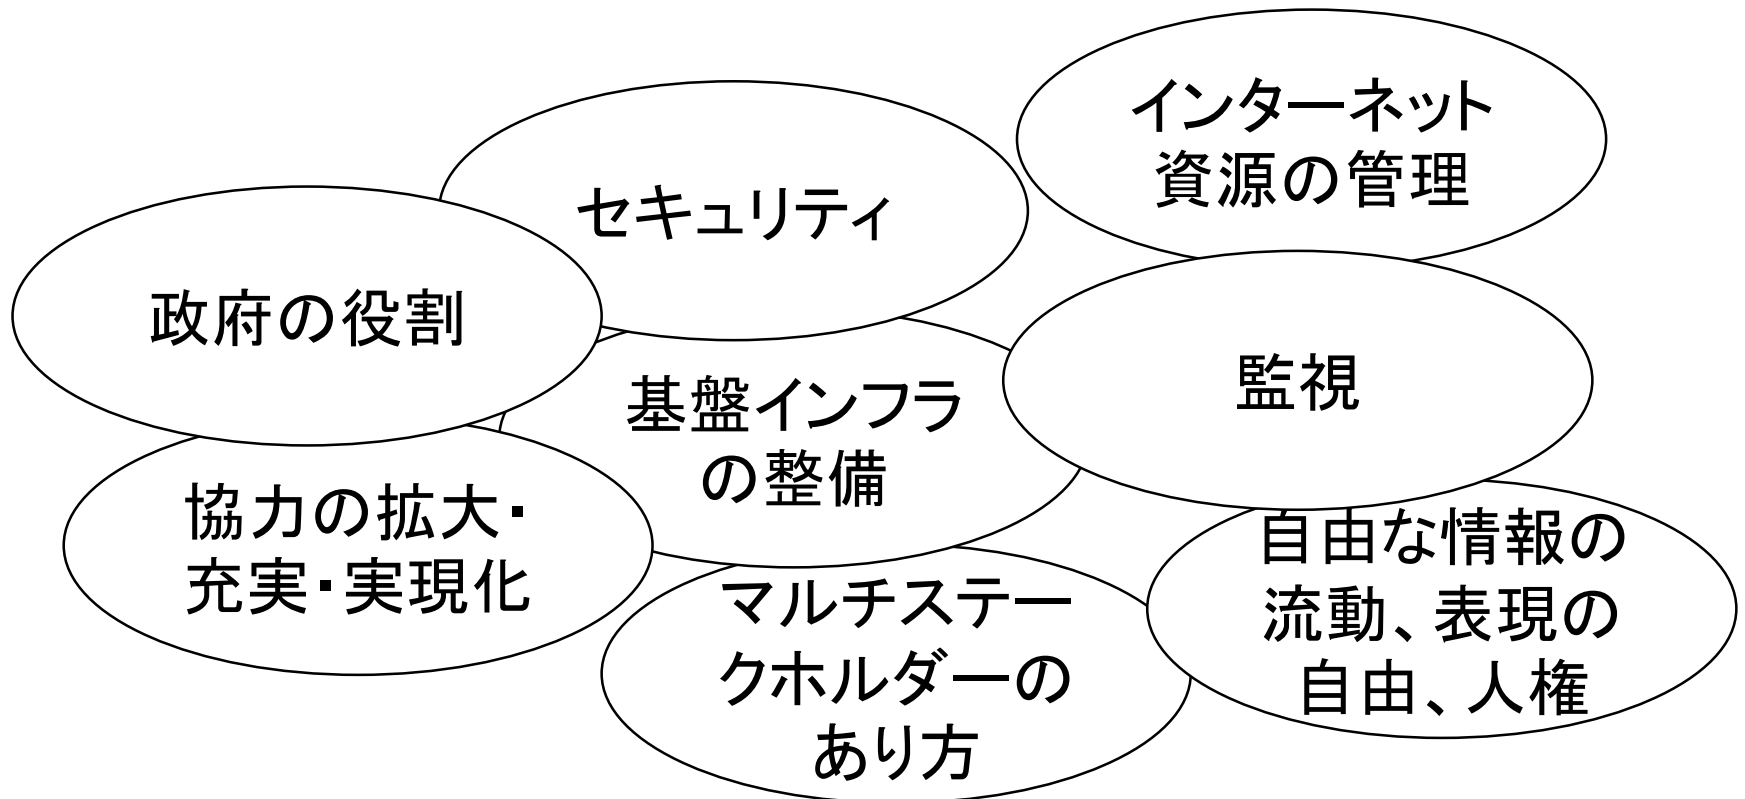 インターネット
資源の管理
セキュリティ
政府の役割
監視
基盤インフラ
の整備
協力の拡大・
充実・実現化
自由な情報の
流動、表現の
自由、人権
マルチステー
クホルダーの
あり方